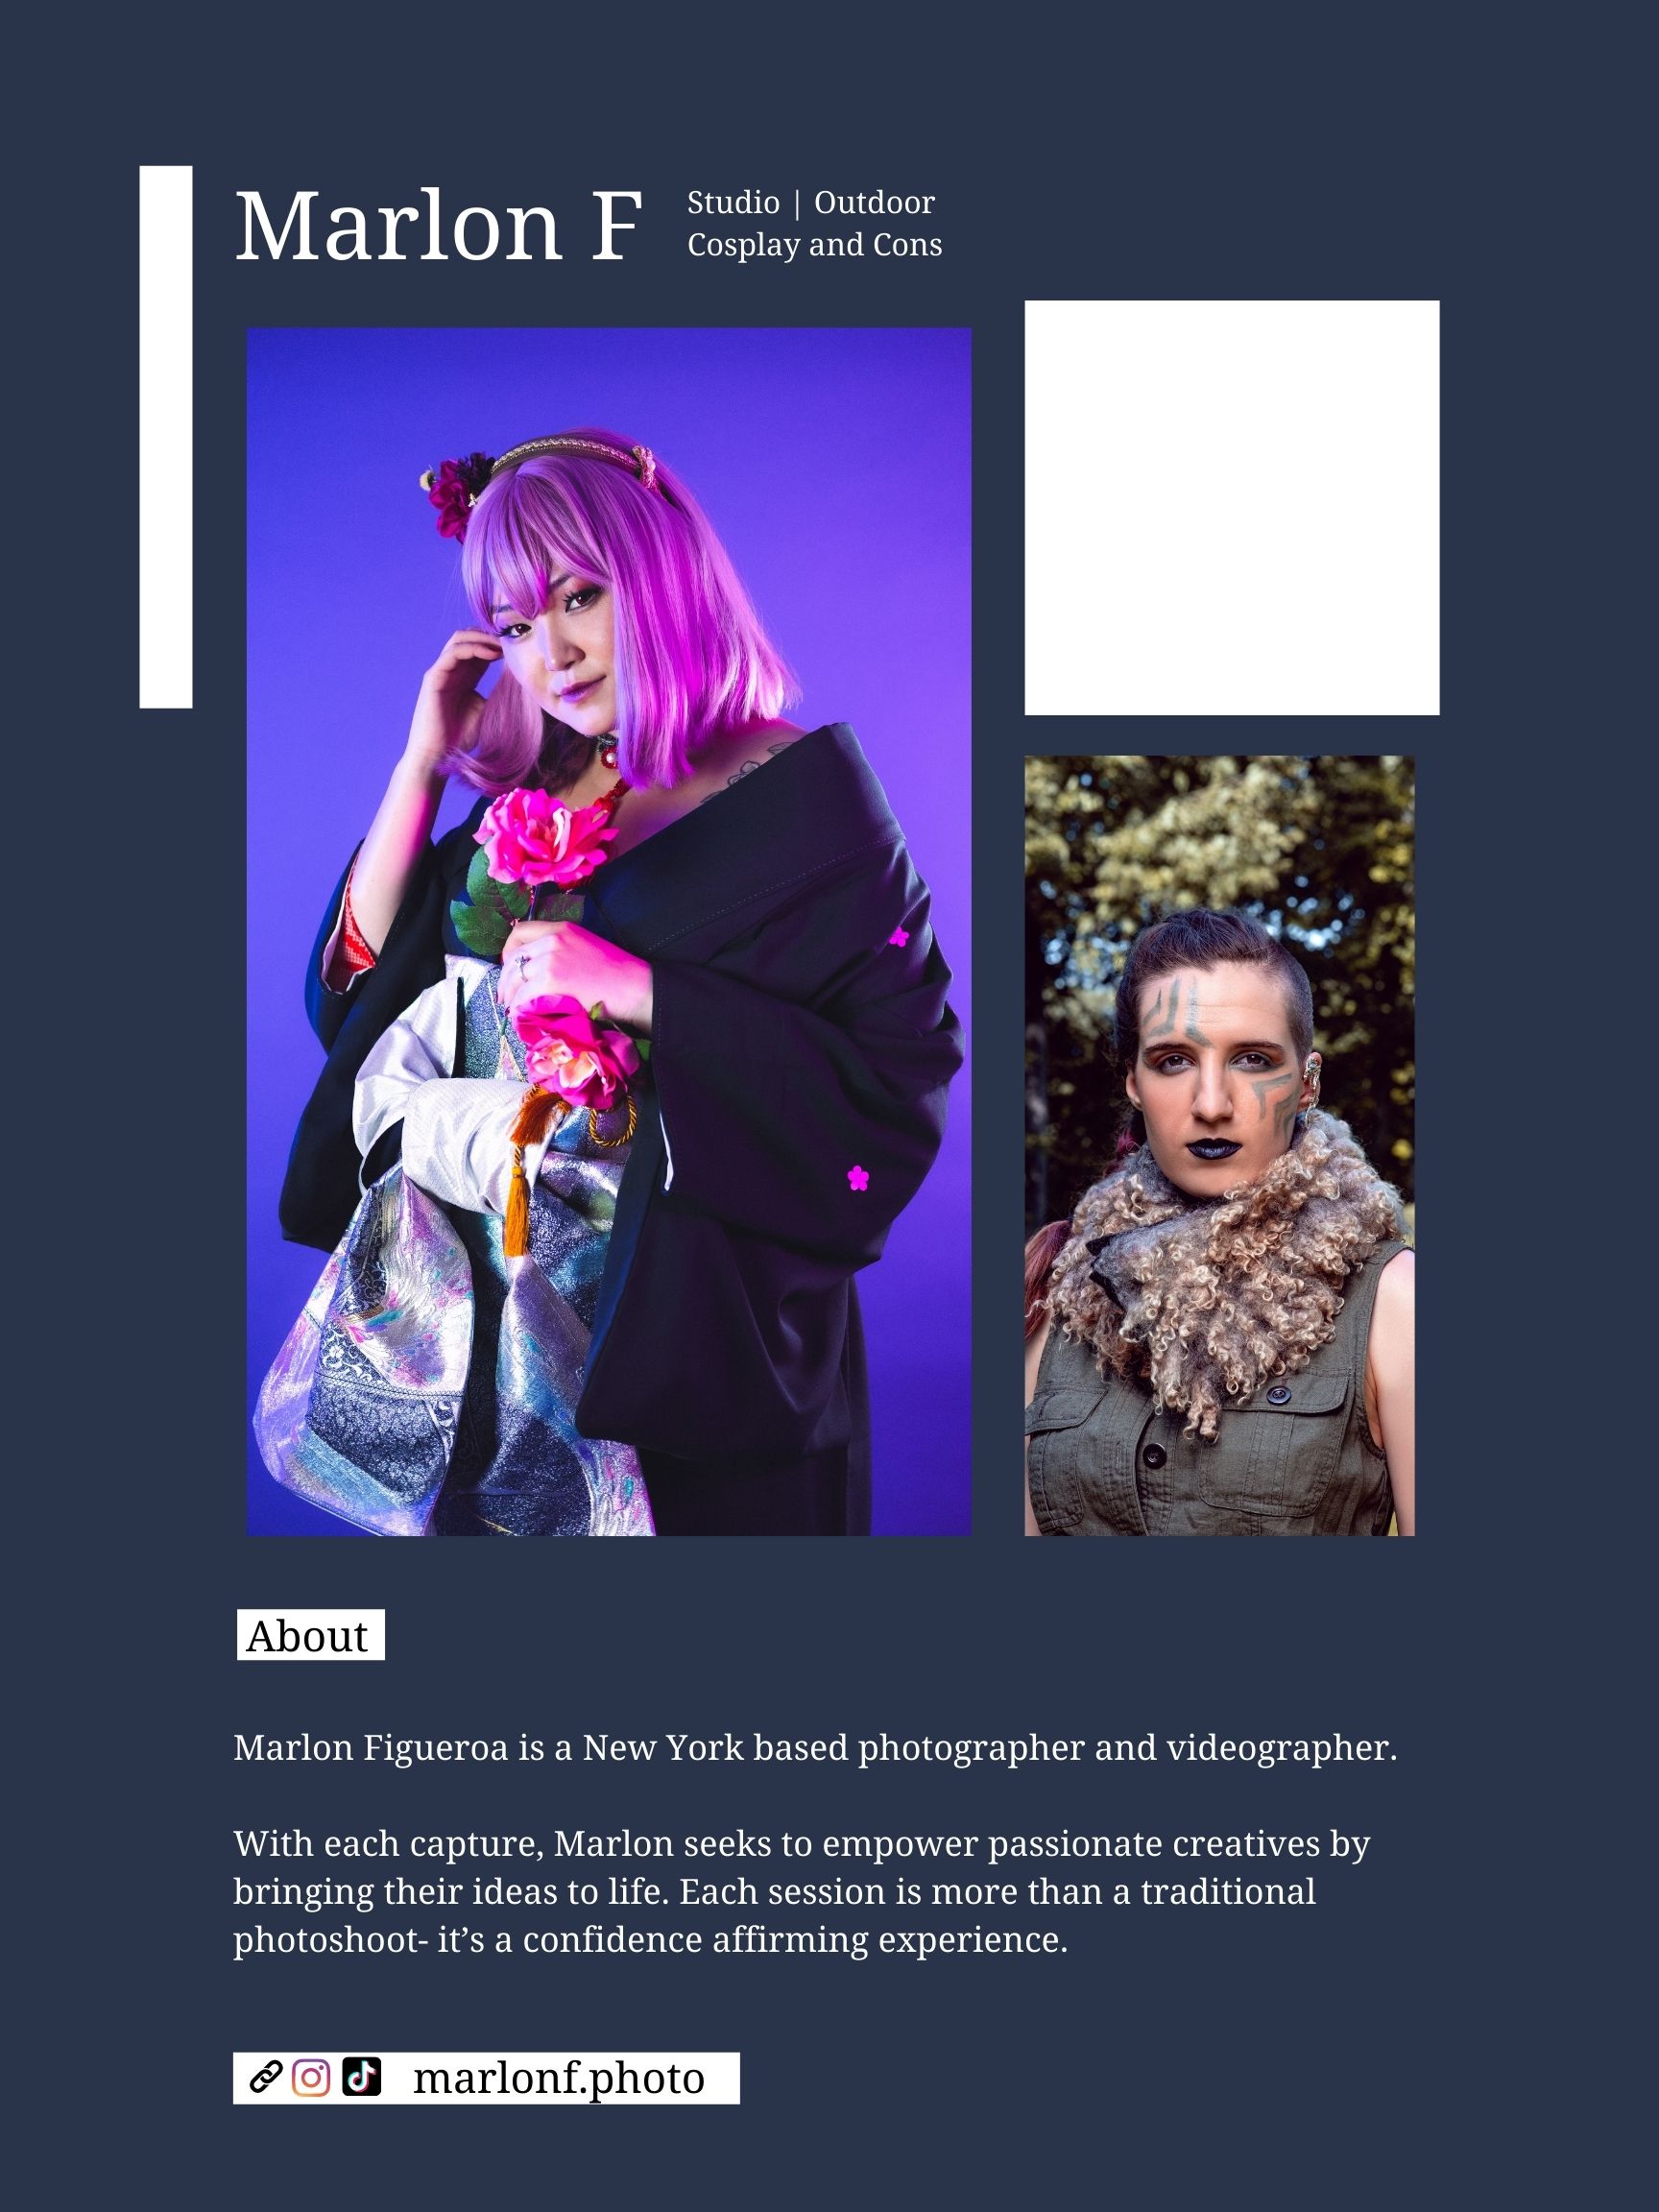 Marlon F
Studio | Outdoor
Cosplay and Cons
About
Marlon Figueroa is a New York based photographer and videographer.
With each capture, Marlon seeks to empower passionate creatives by
bringing their ideas to life. Each session is more than a traditional
photoshoot- it’s a confidence affirming experience.
marlonf.photo